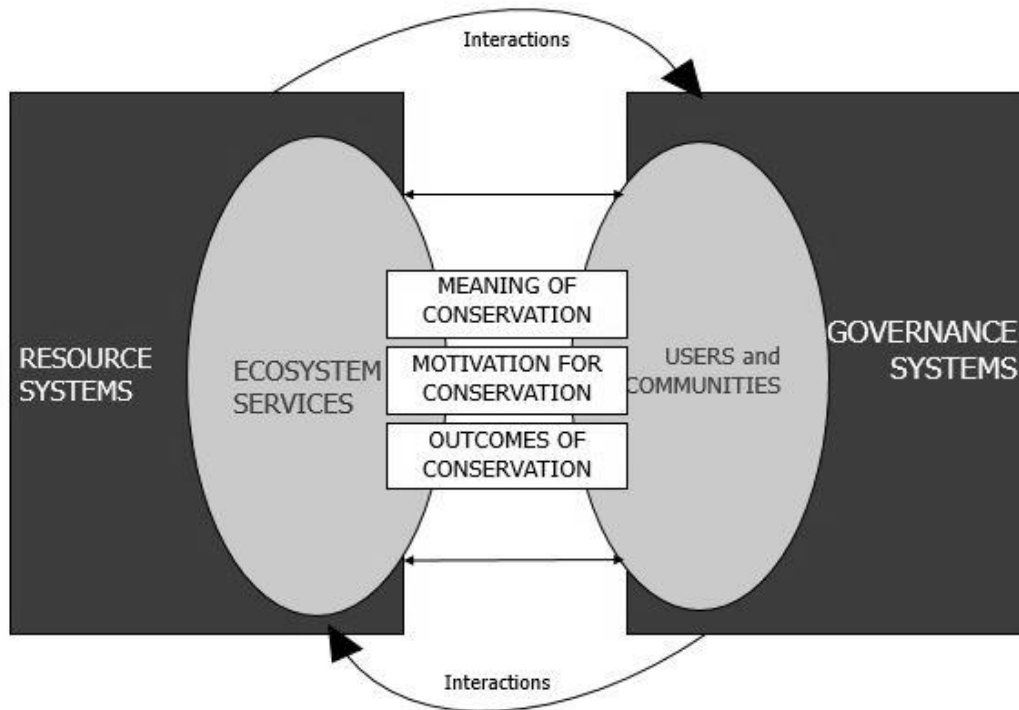 Interactions
MEANING OF
CONSERVATION
RESOURCE
SYSTEMS
ECOSYSTEM
SERVICES
MOTIVATION FOR
CONSERVATION
USERS and
COMMUNITIES
GOVERNANCE
SYSTEMS
OUTCOMES OF
CONSERVATION
Interactions